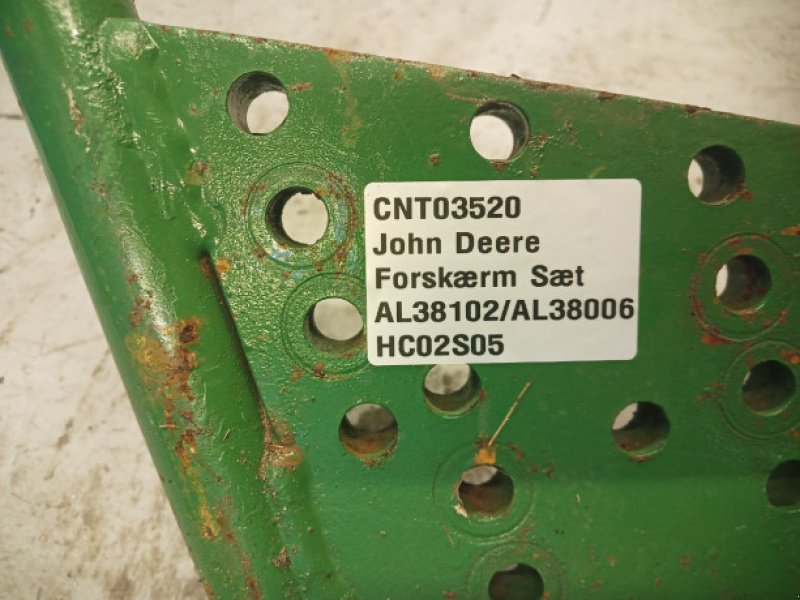 CNT03520
John Deere
Forskærm Sæt
AL38102/AL38006
HC02S05